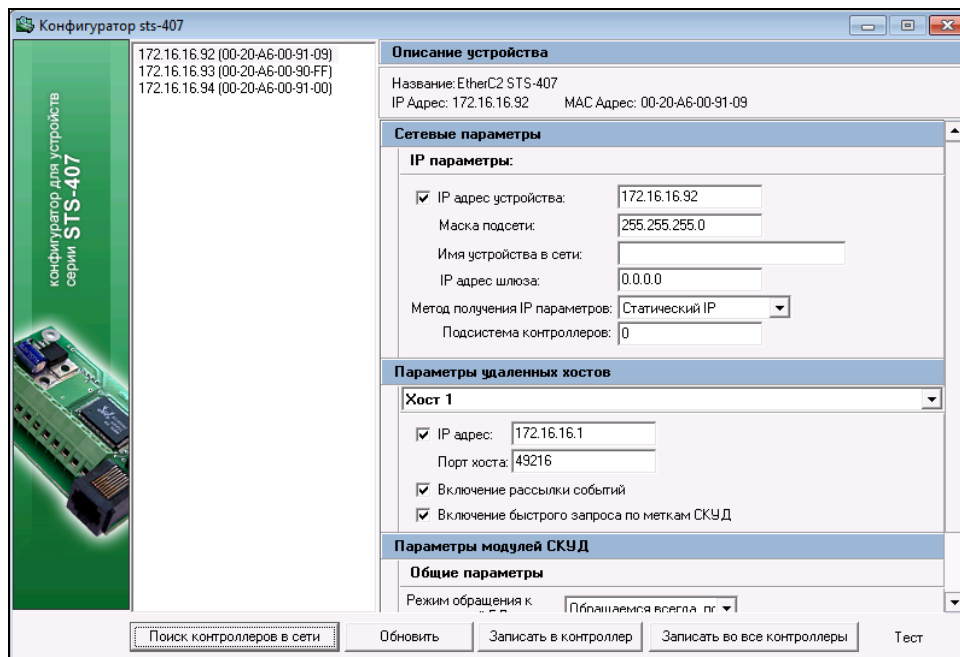 Конфигуратор sts-407
конфигуратор для устройств
серии STS-407
172.16.16.92 (00-20-A6-00-91-09)
172.16.16.93 (00-20-A6-00-90-FF)
172.16.16.94 (00-20-A6-00-91-00)
Описание устройства
Название: EtherC2 STS-407
IP Адрес: 172.16.16.92 MAC Адрес: 00-20-A6-00-91-09
Сетевые параметры
IP параметры:
IP адрес устройства: 172.16.16.92
Маска подсети: 255.255.255.0
Имя устройства в сети:
IP адрес шлюза: 0.0.0.0
Метод получения IP параметров: Статический IP
Подсистема контроллеров: 0
Параметры удаленных хостов
Хост 1
IP адрес: 172.16.16.1
Порт хоста: 49216
Включение рассылки событий
Включение быстрого запроса по меткам СКУД
Параметры модулей СКУД
Общие параметры
Режим обращения к Обращаемся всегда,
Поиск контроллеров в сети Обновить Записать в контроллер Записать во все контроллеры Тест